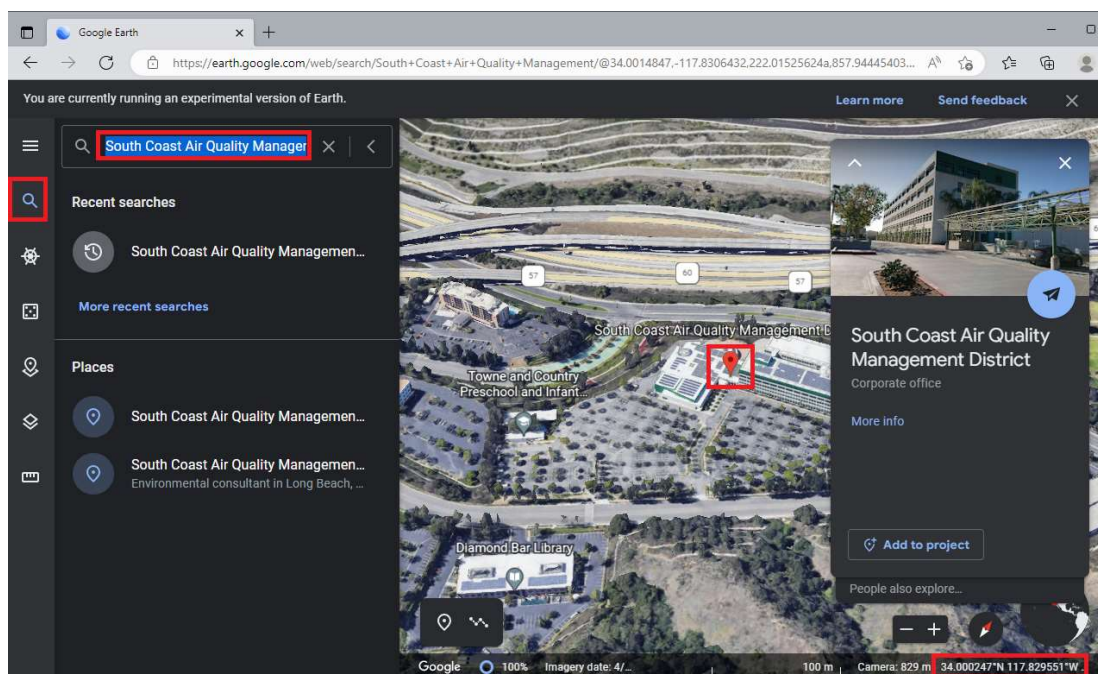 Google Earth
https://earth.google.com/web/search/South+Coast+Air+Quality+Management/@34.0014847,-117.8306432,222.01525624a,857.94445403...
You are currently running an experimental version of Earth.
Learn more
Send feedback
South Coast Air Quality Manager
Recent searches
South Coast Air Quality Managemen...
More recent searches
Places
South Coast Air Quality Managemen...
South Coast Air Quality Managemen...
Environmental consultant in Long Beach, ...
57
60
57
South Coast Air Quality Management D
Towne and Country
Preschool and Infant...
Diamond Bar Library
South Coast Air Quality
Management District
Corporate office
More info
Add to project
People also explore...
Google
100%
Imagery date: 4/...
100 m
Camera: 829 m
34.000247°N 117.829551°W